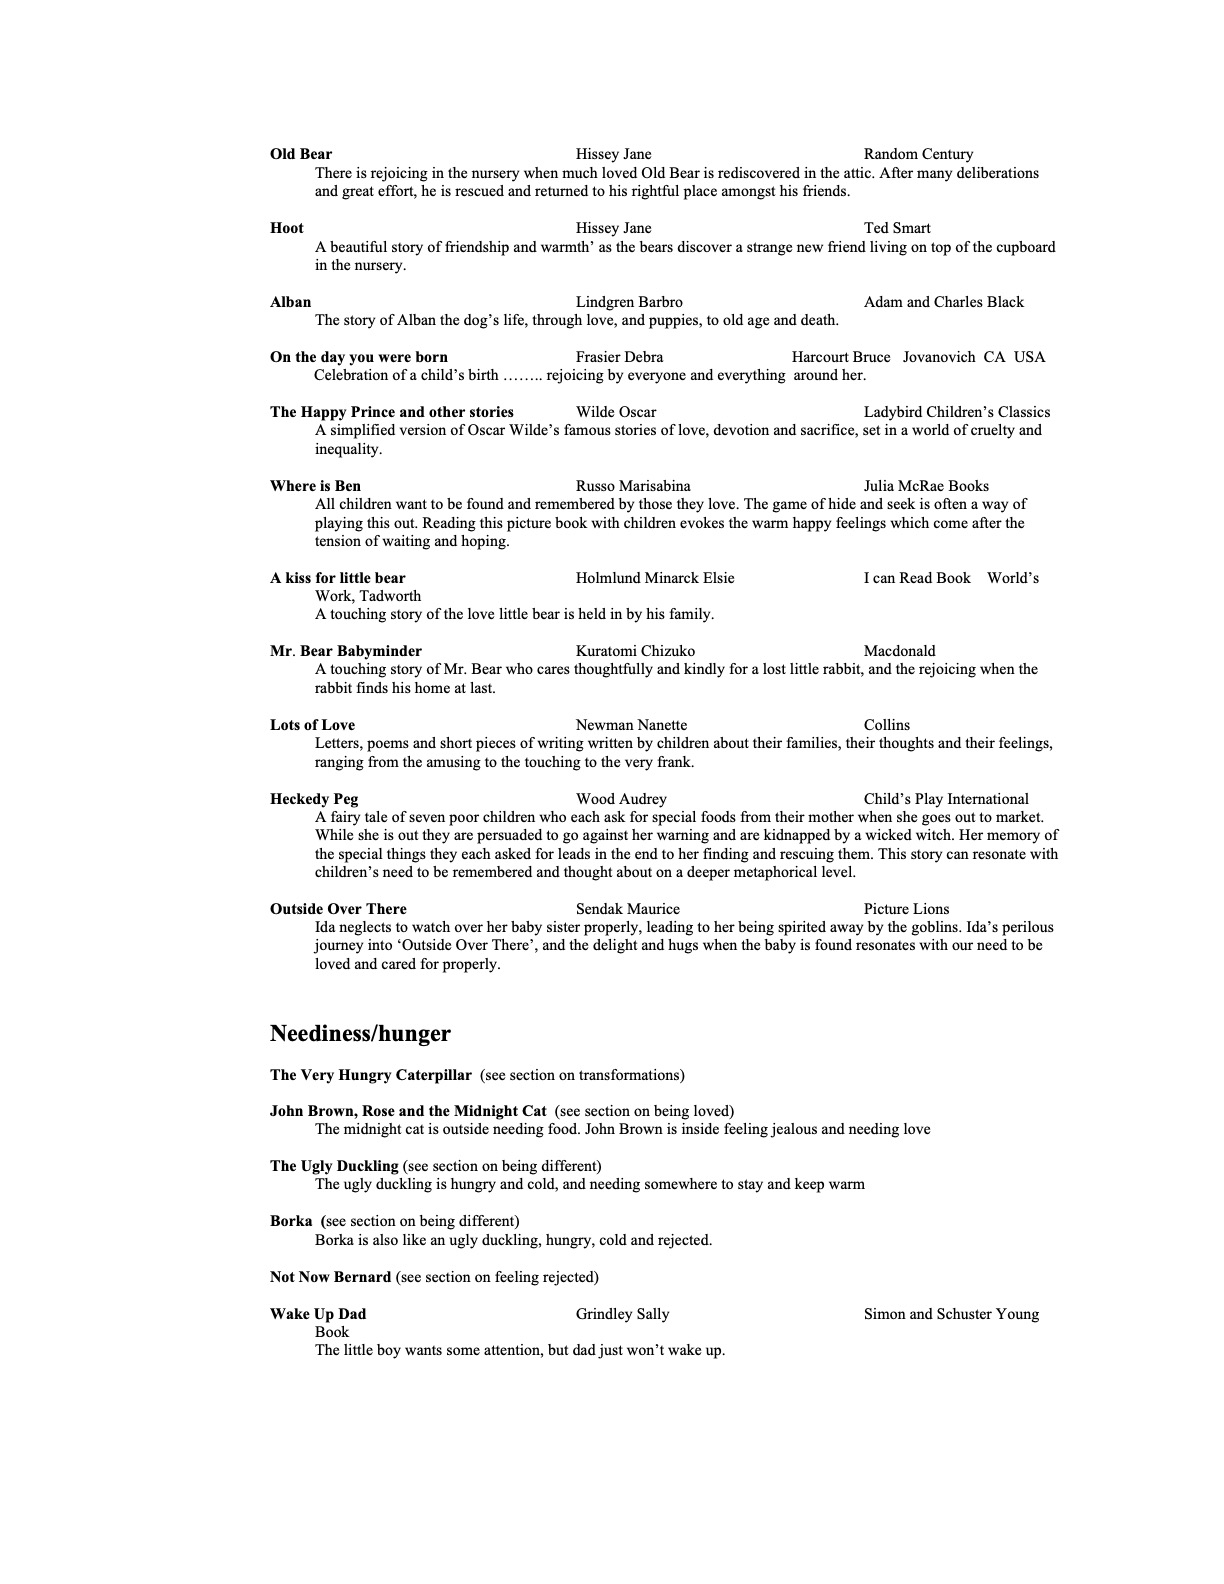 Old Bear Hissey Jane Random Century
There is rejoicing in the nursery when much loved Old Bear is rediscovered in the attic. After many deliberations
and great effort, he is rescued and returned to his rightful place amongst his friends.
Hoot Hissey Jane Ted Smart
A beautiful story of friendship and warmth’ as the bears discover a strange new friend living on top of the cupboard
in the nursery.
Alban Lindgren Barbro Adam and Charles Black
The story of Alban the dog’s life, through love, and puppies, to old age and death.
On the day you were born Frasier Debra Harcourt Bruce Jovanovich CA USA
Celebration of a child’s birth …….. rejoicing by everyone and everything around her.
The Happy Prince and other stories Wilde Oscar Ladybird Children’s Classics
A simplified version of Oscar Wilde’s famous stories of love, devotion and sacrifice, set in a world of cruelty and
inequality.
Where is Ben Russo Marisabina Julia McRae Books
All children want to be found and remembered by those they love. The game of hide and seek is often a way of
playing this out. Reading this picture book with children evokes the warm happy feelings which come after the
tension of waiting and hoping.
A kiss for little bear Holmlund Minarck Elsie I can Read Book World’s
Work, Tadworth
A touching story of the love little bear is held in by his family.
Mr. Bear Babyminder Kuratomi Chizuko Macdonald
A touching story of Mr. Bear who cares thoughtfully and kindly for a lost little rabbit, and the rejoicing when the
rabbit finds his home at last.
Lots of Love Newman Nanette Collins
Letters, poems and short pieces of writing written by children about their families, their thoughts and their feelings,
ranging from the amusing to the touching to the very frank.
Heckedy Peg Wood Audrey Child’s Play International
A fairy tale of seven poor children who each ask for special foods from their mother when she goes out to market.
While she is out they are persuaded to go against her warning and are kidnapped by a wicked witch. Her memory of
the special things they each asked for leads in the end to her finding and rescuing them. This story can resonate with
children’s need to be remembered and thought about on a deeper metaphorical level.
Outside Over There Sendak Maurice Picture Lions
Ida neglects to watch over her baby sister properly, leading to her being spirited away by the goblins. Ida’s perilous
journey into ‘Outside Over There’, and the delight and hugs when the baby is found resonates with our need to be
loved and cared for properly.
Neediness/hunger
The Very Hungry Caterpillar (see section on transformations)
John Brown, Rose and the Midnight Cat (see section on being loved)
The midnight cat is outside needing food. John Brown is inside feeling jealous and needing love
The Ugly Duckling (see section on being different)
The ugly duckling is hungry and cold, and needing somewhere to stay and keep warm
Borka (see section on being different)
Borka is also like an ugly duckling, hungry, cold and rejected.
Not Now Bernard (see section on feeling rejected)
Wake Up Dad Grindley Sally Simon and Schuster Young
Book
The little boy wants some attention, but dad just won’t wake up.